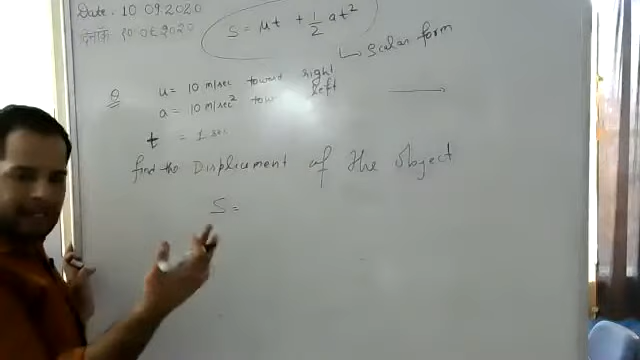 Date. 10 09.2020
दिनांक 10 09 2020
S = ut + 1/2 at²
↳ Scalar form
Q u = 10 m/sec toward right
a = 10 m/sec² left
t = 1 sec
find the Displacement of the object
S =